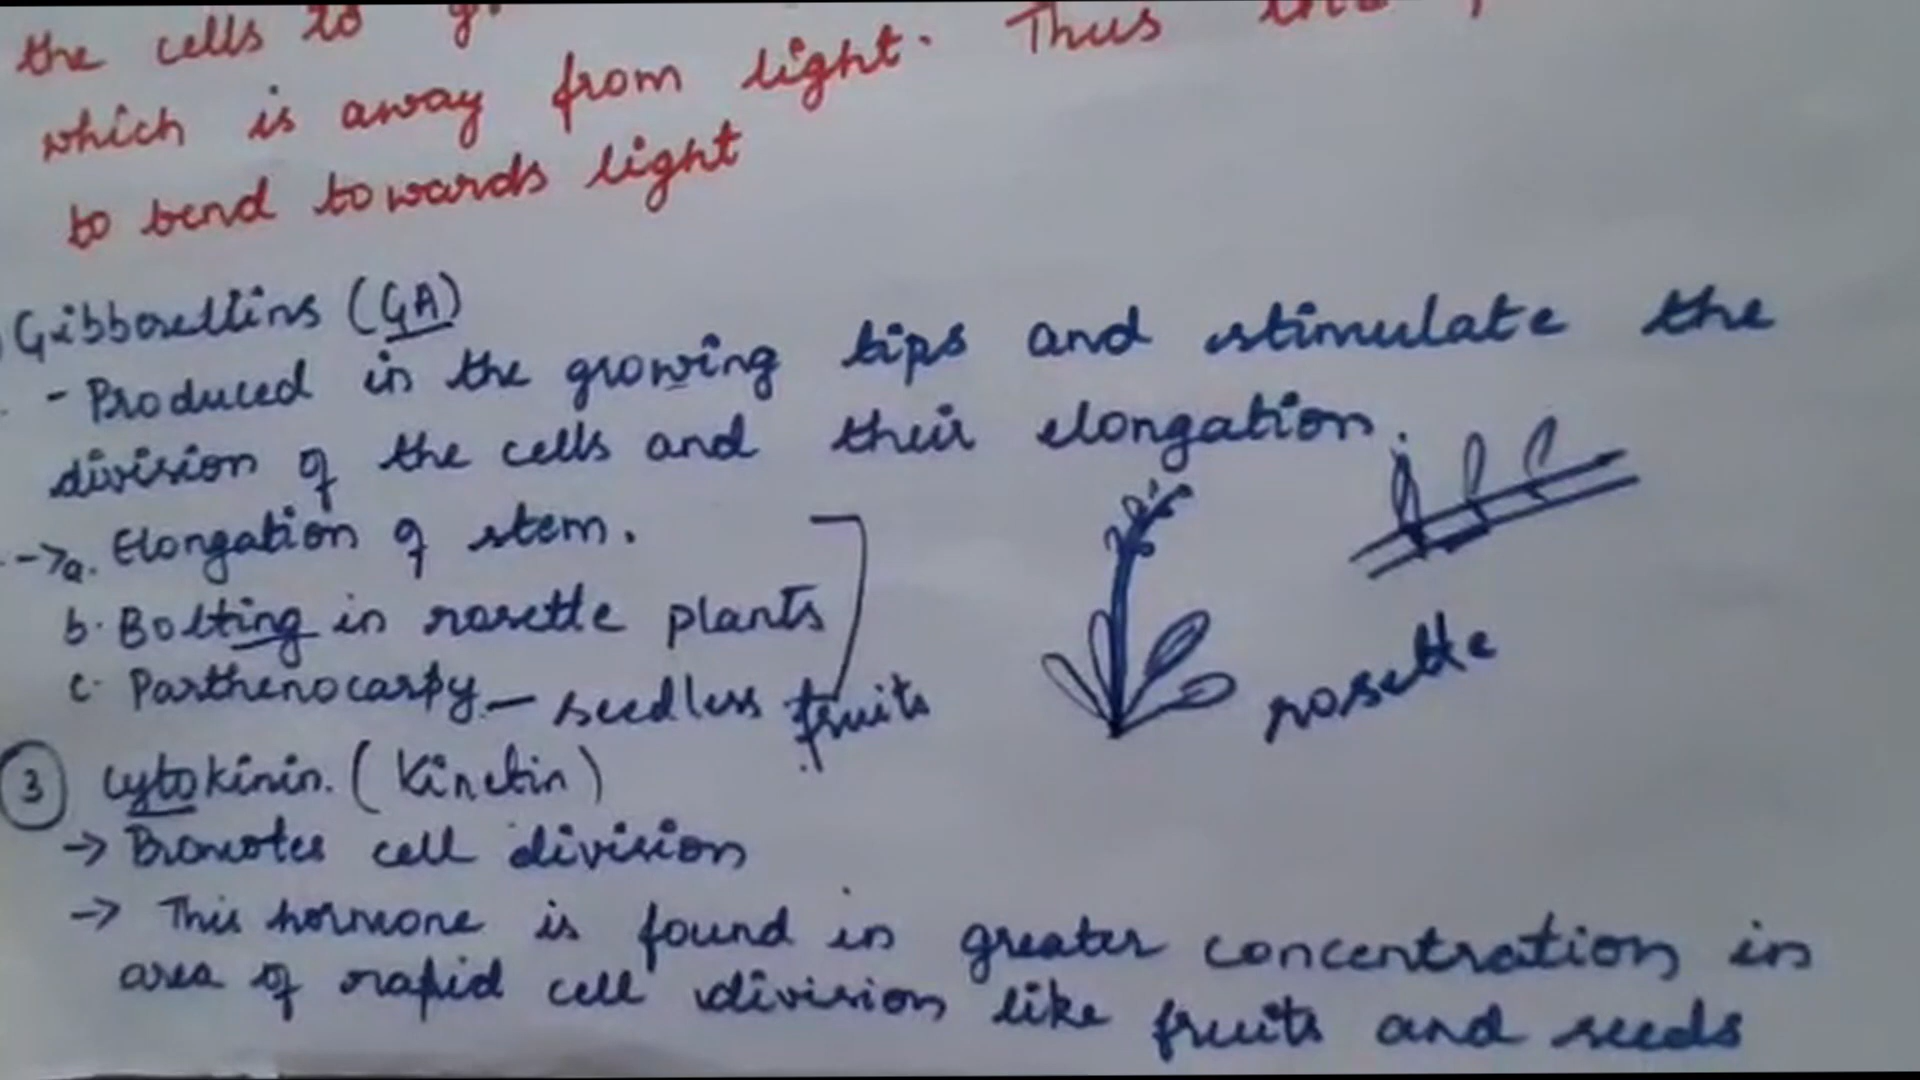 the cells to
which is away from light. Thus
to bend towards light
Gibborellins (GA)
- Produced in the growing tips and stimulate the
division of the cells and their elongation.
→ a. Elongation of stem.
b. Bolting in rosette plants
c. Parthenocarpy - seedless fruits
rosette
3 Cytokinin. (Kinetin)
→ Promotes cell division
→ This hormone is found in greater concentration in
area of rapid cell division like fruits and seeds